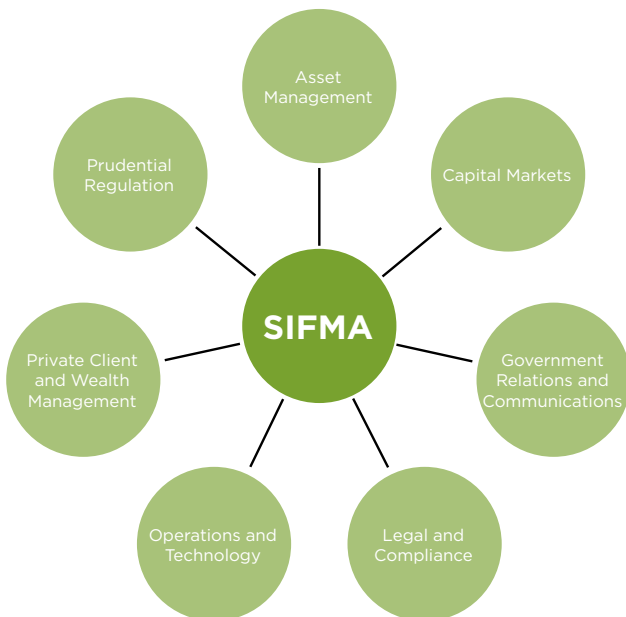 Asset
Management
Prudential
Regulation
Capital Markets
SIFMA
Private Client
and Wealth
Management
Government
Relations and
Communications
Operations and
Technology
Legal and
Compliance